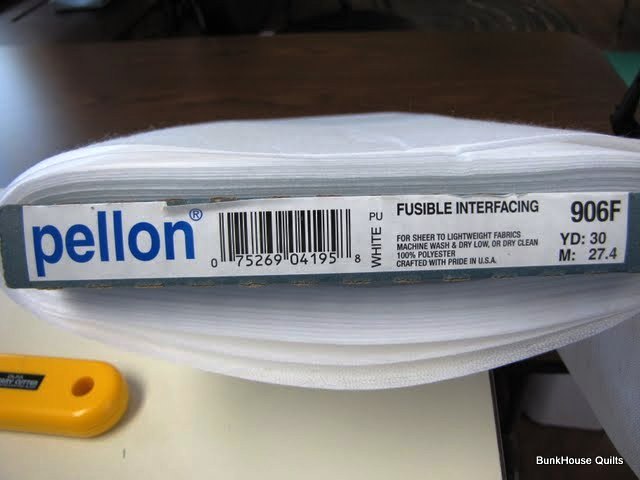 pellon®
0 75269 04195 8
WHITE PU
FUSIBLE INTERFACING
FOR SHEER TO LIGHTWEIGHT FABRICS
MACHINE WASH & DRY LOW, OR DRY CLEAN
100% POLYESTER
CRAFTED WITH PRIDE IN U.S.A.
906F
YD: 30
M: 27.4
CUTTER
BunkHouse Quilts